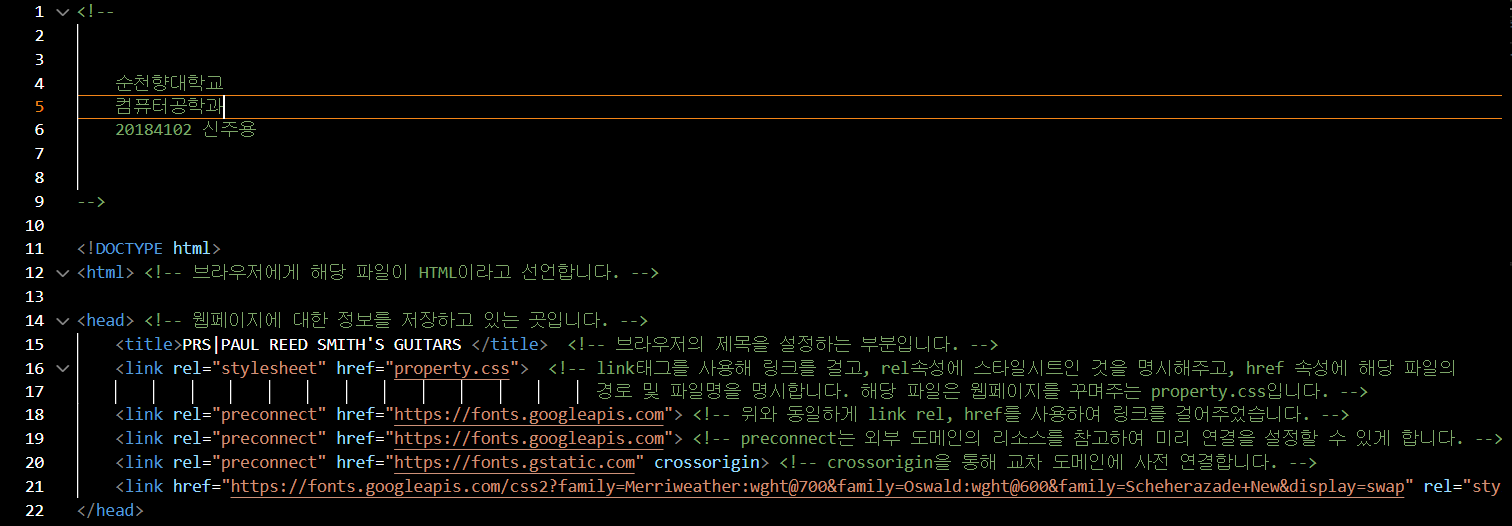 1 <!--
2
3
4 순천향대학교
5 컴퓨터공학과
6 20184102 신주용
7
8
9 -->
10
11 <!DOCTYPE html>
12 <html> <!-- 브라우저에게 해당 파일이 HTML이라고 선언합니다. -->
13
14 <head> <!-- 웹페이지에 대한 정보를 저장하고 있는 곳입니다. -->
15 <title>PRS|PAUL REED SMITH'S GUITARS </title> <!-- 브라우저의 제목을 설정하는 부분입니다. -->
16 <link rel="stylesheet" href="property.css"> <!-- link태그를 사용해 링크를 걸고, rel속성에 스타일시트인 것을 명시해주고, href 속성에 해당 파일의
17 경로 및 파일명을 명시합니다. 해당 파일은 웹페이지를 꾸며주는 property.css입니다. -->
18 <link rel="preconnect" href="https://fonts.googleapis.com"> <!-- 위와 동일하게 link rel, href를 사용하여 링크를 걸어주었습니다. -->
19 <link rel="preconnect" href="https://fonts.googleapis.com"> <!-- preconnect는 외부 도메인의 리소스를 참고하여 미리 연결을 설정할 수 있게 합니다. -->
20 <link rel="preconnect" href="https://fonts.gstatic.com" crossorigin> <!-- crossorigin을 통해 교차 도메인에 사전 연결합니다. -->
21 <link href="https://fonts.googleapis.com/css2?family=Merriweather:wght@700&family=Oswald:wght@600&family=Scheherazade+New&display=swap" rel="sty
22 </head>